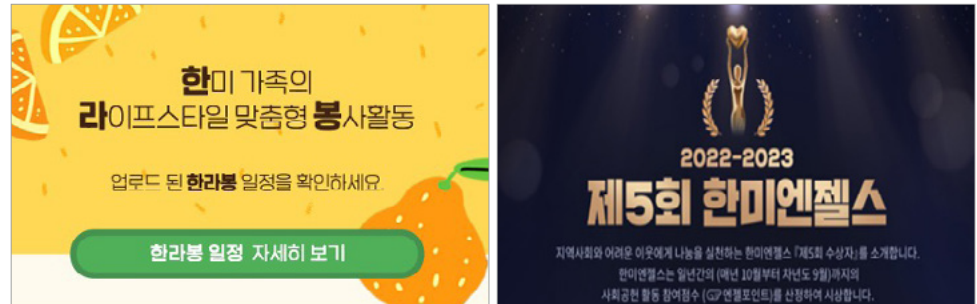 한미 가족의
라이프스타일 맞춤형 봉사활동
업로드 된 한라봉 일정을 확인하세요
한라봉 일정 자세히 보기
2022-2023
제5회 한미엔젤스
지역사회와 어려운 이웃에게 나눔을 실천하는 한미엔젤스 『제5회 수상자』를 소개합니다.
한미엔젤스는 일년간의 (매년 10월부터 차년도 9월)까지의
사회공헌 활동 참여점수 (엔젤포인트)를 산정하여 시상합니다.